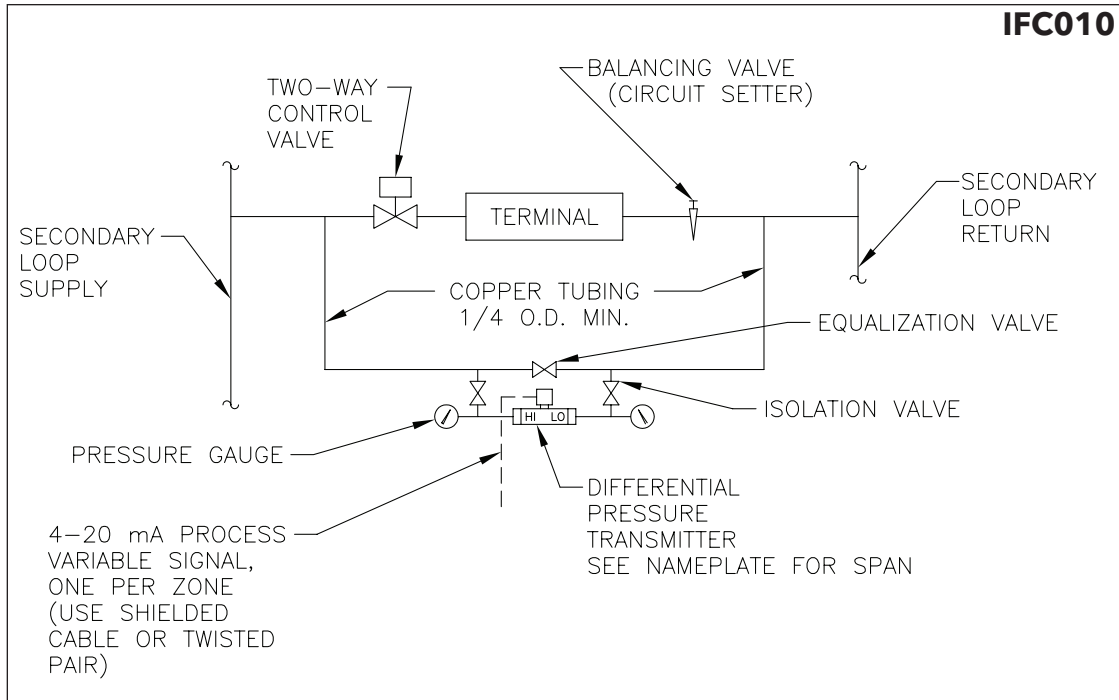 IFC010
TWO-WAY
CONTROL
VALVE
BALANCING VALVE
(CIRCUIT SETTER)
SECONDARY
LOOP
SUPPLY
TERMINAL
SECONDARY
LOOP
RETURN
COPPER TUBING
1/4 O.D. MIN.
EQUALIZATION VALVE
ISOLATION VALVE
HI LO
PRESSURE GAUGE
4-20 mA PROCESS
VARIABLE SIGNAL,
ONE PER ZONE
(USE SHIELDED
CABLE OR TWISTED
PAIR)
DIFFERENTIAL
PRESSURE
TRANSMITTER
SEE NAMEPLATE FOR SPAN